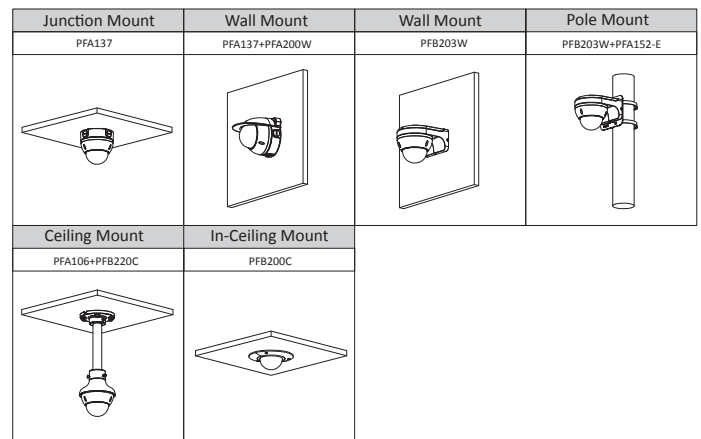 Junction Mount
Wall Mount
Wall Mount
Pole Mount
PFA137
PFA137+PFA200W
PFB203W
PFB203W+PFA152-E
Ceiling Mount
In-Ceiling Mount
PFA106+PFB220C
PFB200C